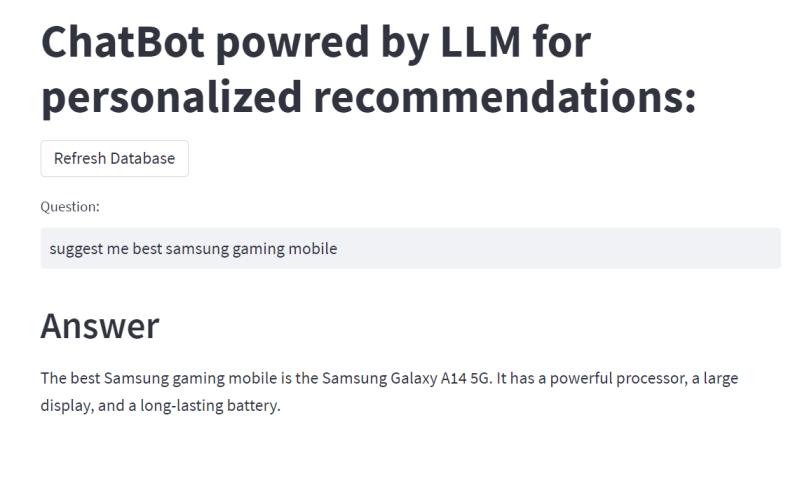 ChatBot powred by LLM for
personalized recommendations:
Refresh Database
Question:
suggest me best samsung gaming mobile
Answer
The best Samsung gaming mobile is the Samsung Galaxy A14 5G. It has a powerful processor, a large
display, and a long-lasting battery.